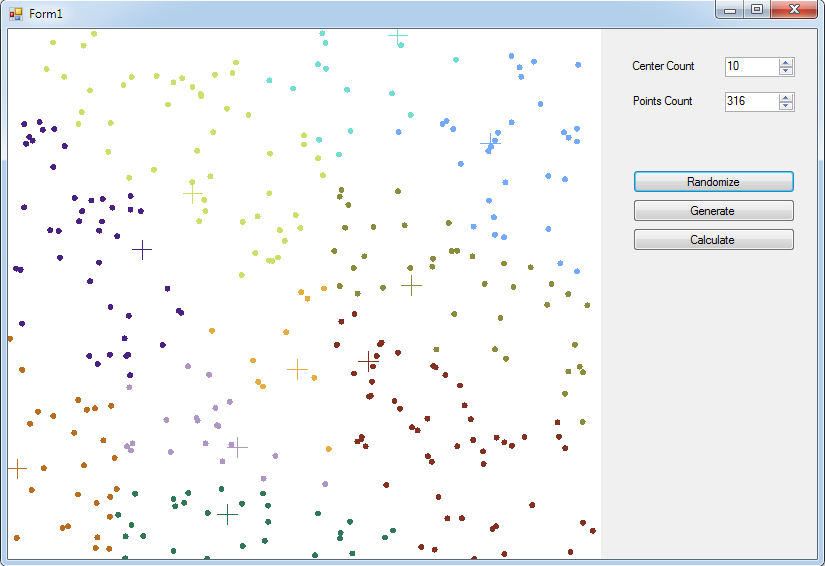 Form1
Center Count 10
Points Count 316
Randomize
Generate
Calculate